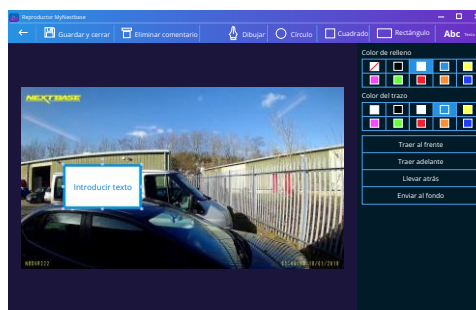 Reproductor MyNextbase
Guardar y cerrar
Eliminar comentario
Dibujar
Círculo
Cuadrado
Rectángulo
Abc Texto
Color de relleno
NEXTBASE
Color del trazo
Traer al frente
Traer adelante
Llevar atrás
Enviar al fondo
Introducir texto